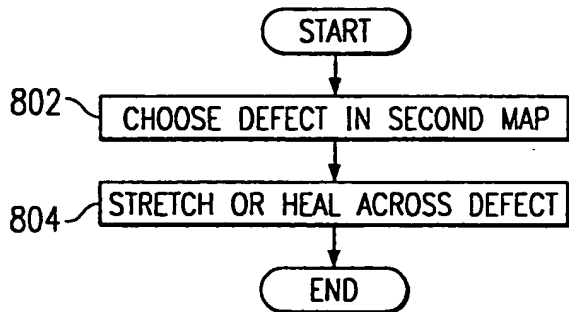 START
802
CHOOSE DEFECT IN SECOND MAP
804
STRETCH OR HEAL ACROSS DEFECT
END